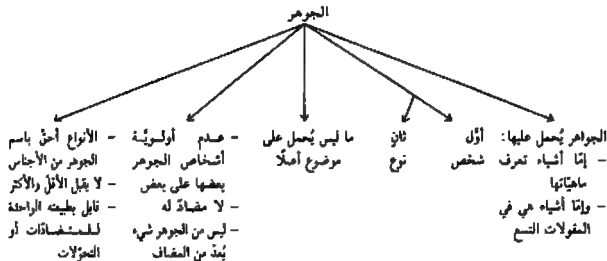 الجوهر
الجواهر يُحمل عليها:
– إمّا أشياء تعرف
ماهيّاتها
– وإمّا أشياء هي في
المقولات التسع
أوّل
شخص
ثانٍ
نوع
ما ليس يُحمل على
موضوع أصلًا
– عدم أولويّة
أشخاص الجوهر
بعضها على بعض
– لا مضادّ له
– ليس من الجوهر شيء
يُعدّ من المضاف
– الأنواع أحقّ باسم
الجوهر من الأجناس
– لا يقبل الأقلّ والأكثر
– قابل بطبيعته الواحدة
للمتضادّات أو
التحوّلات